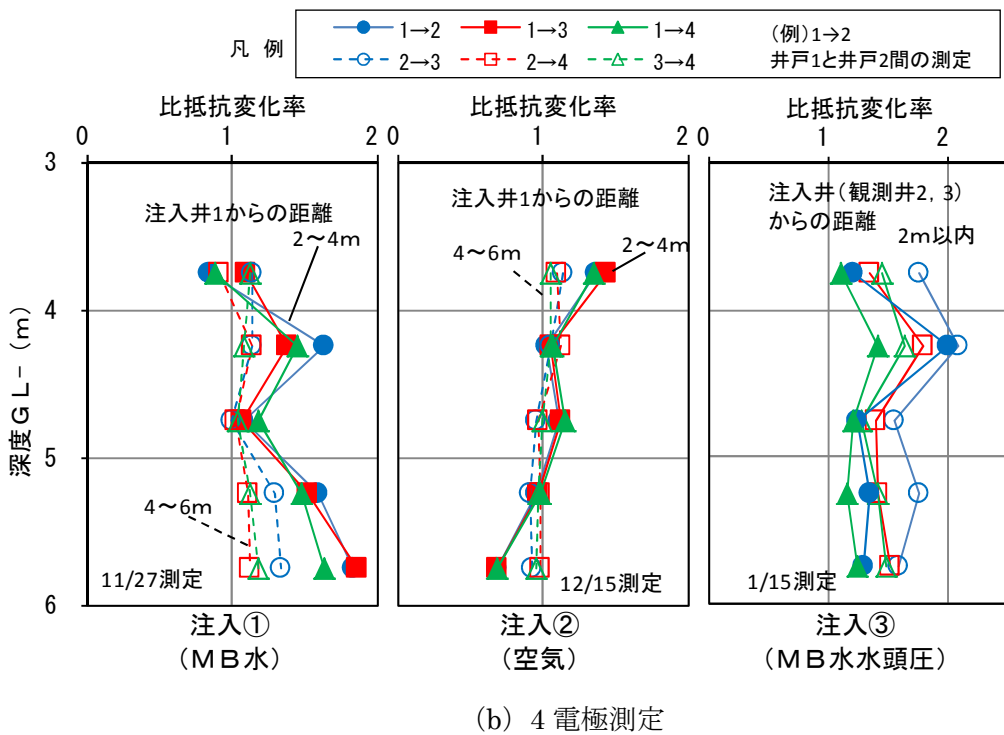 凡 例
1→2
1→3
1→4
(例)1→2
2→3
2→4
3→4
井戸1と井戸2間の測定
比抵抗変化率
0 1 2
3
4
5
6
深度GL-(m)
注入井1からの距離
2～4m
4～6m
11/27測定
注入①
(MB水)
比抵抗変化率
0 1 2
注入井1からの距離
4～6m
2～4m
12/15測定
注入②
(空気)
比抵抗変化率
0 1 2
注入井(観測井2, 3)
からの距離
2m以内
1/15測定
注入③
(MB水水頭圧)
(b) 4 電極測定